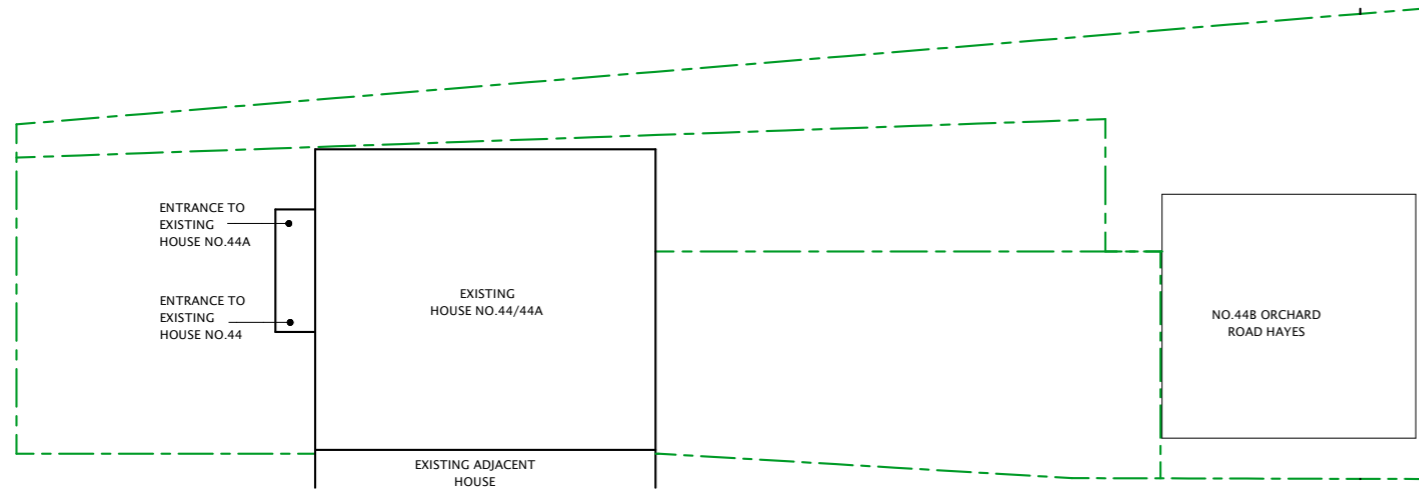 ENTRANCE TO
EXISTING
HOUSE NO.44A
ENTRANCE TO
EXISTING
HOUSE NO.44
EXISTING
HOUSE NO.44/44A
NO.44B ORCHARD
ROAD HAYES
EXISTING ADJACENT
HOUSE